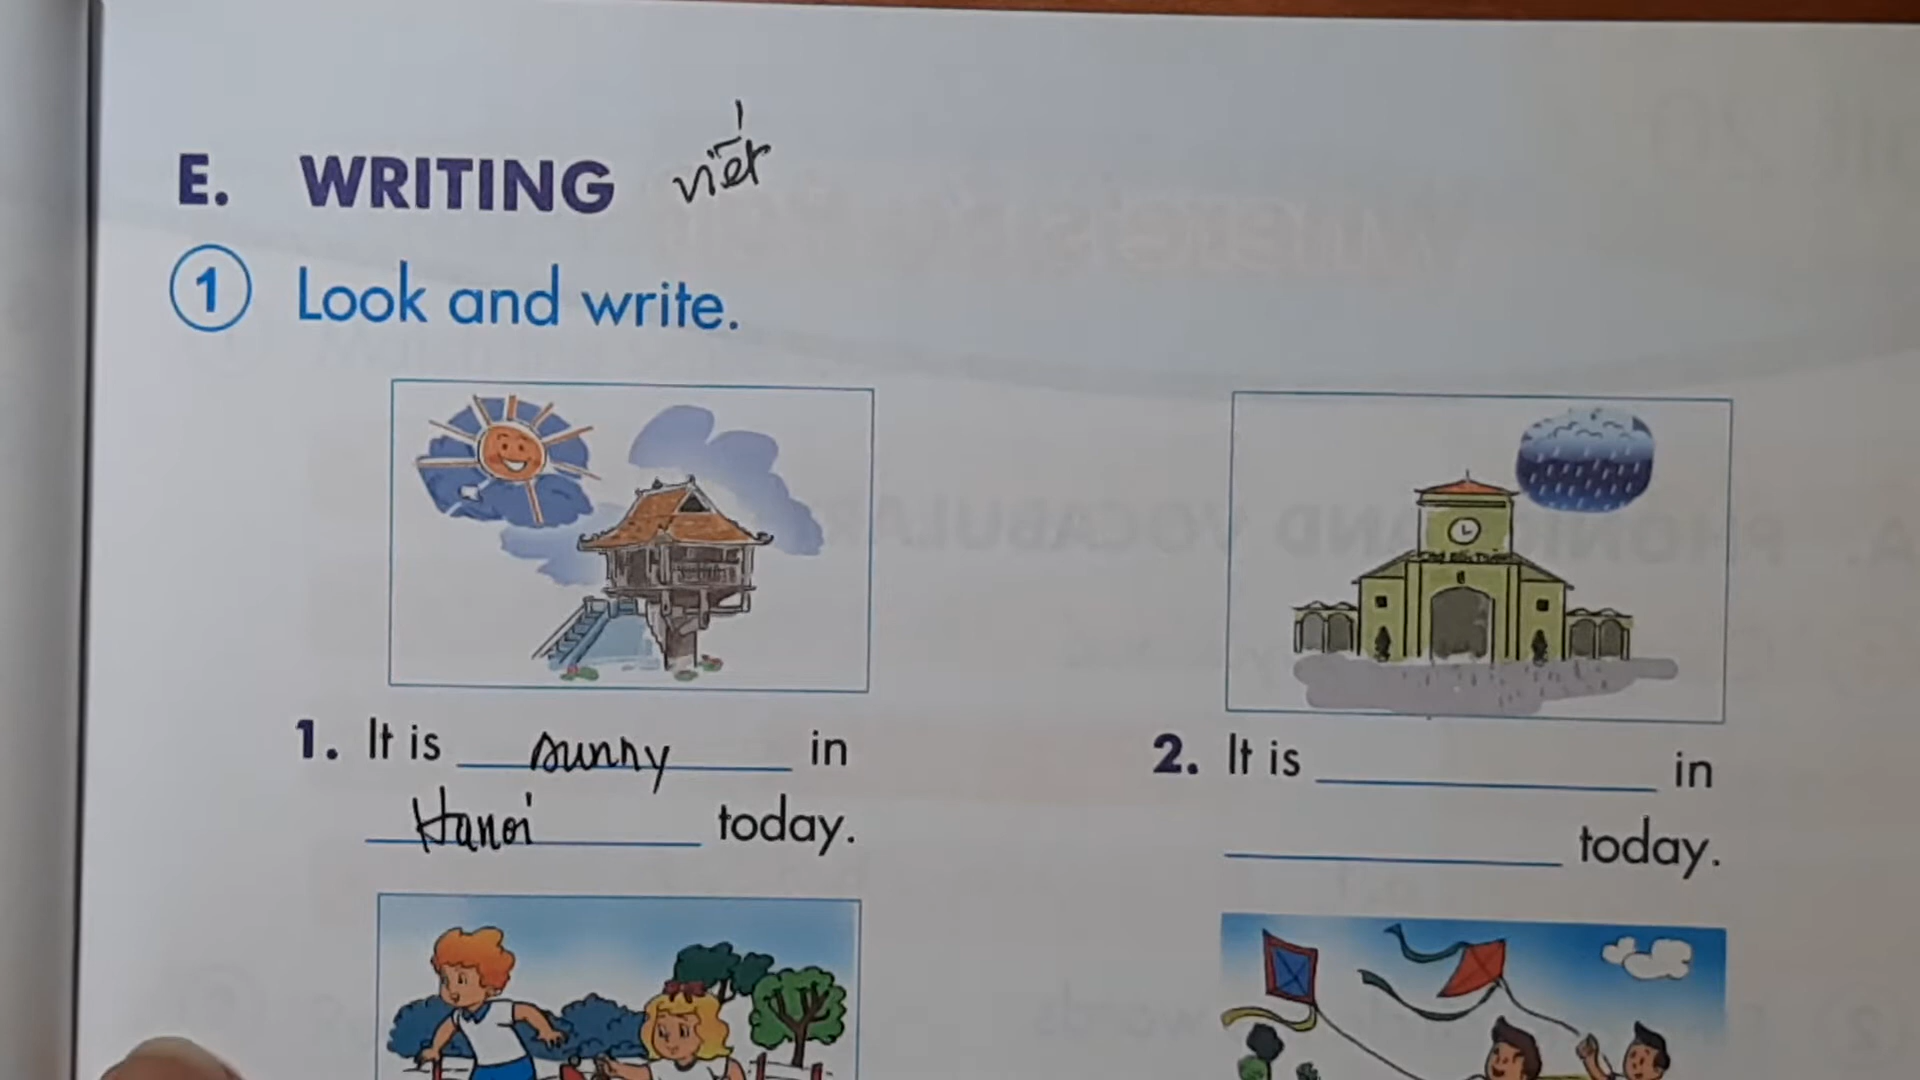 E. WRITING viết
1 Look and write.
1. It is sunny in
Hanoi today.
2. It is in
today.